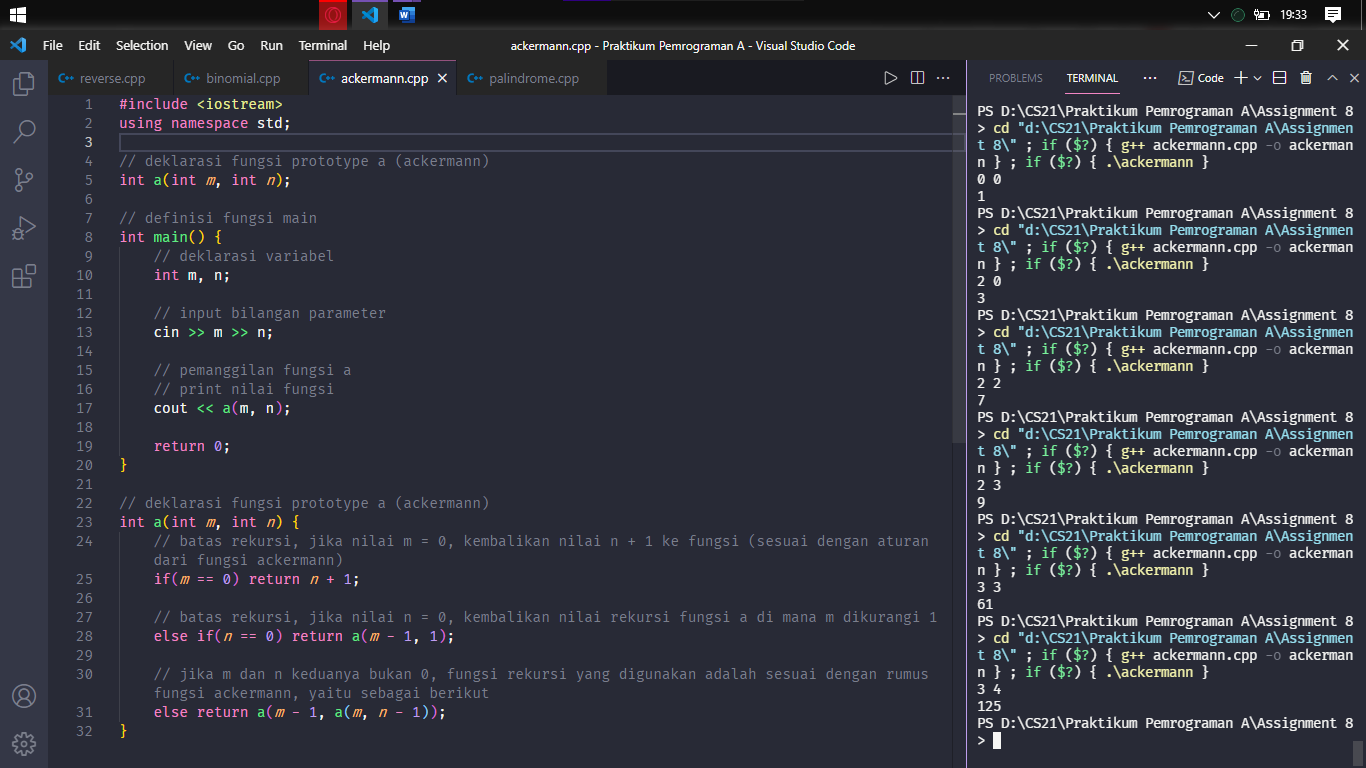 19:33
File Edit Selection View Go Run Terminal Help
ackermann.cpp - Praktikum Pemrograman A - Visual Studio Code
reverse.cpp binomial.cpp ackermann.cpp palindrome.cpp
1 #include <iostream>
2 using namespace std;
3
4 // deklarasi fungsi prototype a (ackermann)
5 int a(int m, int n);
6
7 // definisi fungsi main
8 int main() {
9 // deklarasi variabel
10 int m, n;
11
12 // input bilangan parameter
13 cin >> m >> n;
14
15 // pemanggilan fungsi a
16 // print nilai fungsi
17 cout << a(m, n);
18
19 return 0;
20 }
21
22 // deklarasi fungsi prototype a (ackermann)
23 int a(int m, int n) {
24 // batas rekursi, jika nilai m = 0, kembalikan nilai n + 1 ke fungsi (sesuai dengan aturan
dari fungsi ackermann)
25 if(m == 0) return n + 1;
26
27 // batas rekursi, jika nilai n = 0, kembalikan nilai rekursi fungsi a di mana m dikurangi 1
28 else if(n == 0) return a(m - 1, 1);
29
30 // jika m dan n keduanya bukan 0, fungsi rekursi yang digunakan adalah sesuai dengan rumus
fungsi ackermann, yaitu sebagai berikut
31 else return a(m - 1, a(m, n - 1));
32 }
PROBLEMS TERMINAL ··· Code
PS D:\CS21\Praktikum Pemrograman A\Assignment 8
> cd "d:\CS21\Praktikum Pemrograman A\Assignmen
t 8\" ; if ($?) { g++ ackermann.cpp -o ackerman
n } ; if ($?) { .\ackermann }
0 0
1
PS D:\CS21\Praktikum Pemrograman A\Assignment 8
> cd "d:\CS21\Praktikum Pemrograman A\Assignmen
t 8\" ; if ($?) { g++ ackermann.cpp -o ackerman
n } ; if ($?) { .\ackermann }
2 0
3
PS D:\CS21\Praktikum Pemrograman A\Assignment 8
> cd "d:\CS21\Praktikum Pemrograman A\Assignmen
t 8\" ; if ($?) { g++ ackermann.cpp -o ackerman
n } ; if ($?) { .\ackermann }
2 2
7
PS D:\CS21\Praktikum Pemrograman A\Assignment 8
> cd "d:\CS21\Praktikum Pemrograman A\Assignmen
t 8\" ; if ($?) { g++ ackermann.cpp -o ackerman
n } ; if ($?) { .\ackermann }
2 3
9
PS D:\CS21\Praktikum Pemrograman A\Assignment 8
> cd "d:\CS21\Praktikum Pemrograman A\Assignmen
t 8\" ; if ($?) { g++ ackermann.cpp -o ackerman
n } ; if ($?) { .\ackermann }
3 3
61
PS D:\CS21\Praktikum Pemrograman A\Assignment 8
> cd "d:\CS21\Praktikum Pemrograman A\Assignmen
t 8\" ; if ($?) { g++ ackermann.cpp -o ackerman
n } ; if ($?) { .\ackermann }
3 4
125
PS D:\CS21\Praktikum Pemrograman A\Assignment 8
>